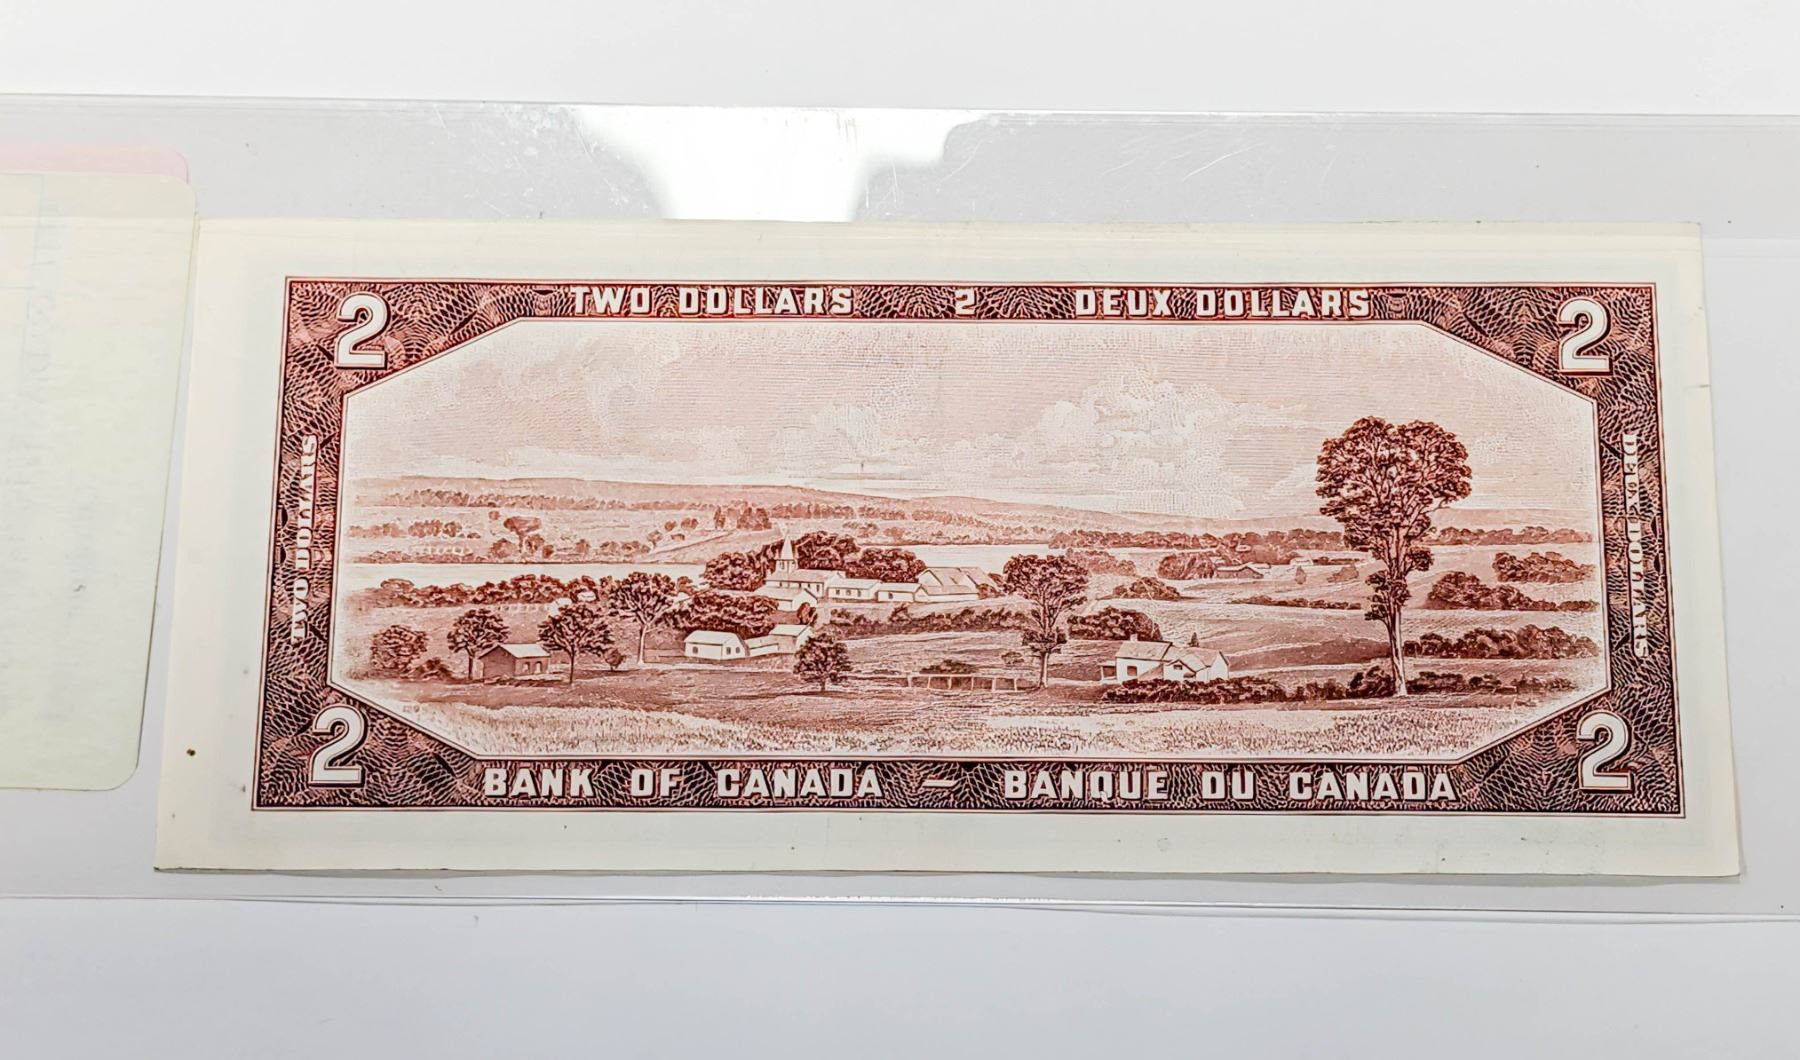 TWO DOLLARS 2 DEUX DOLLARS
2 2
TWO DOLLARS
DEUX DOLLARS
2 2
BANK OF CANADA — BANQUE DU CANADA